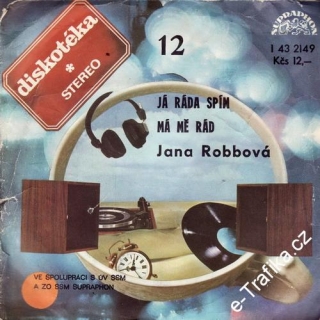 diskotéka
*
STEREO
12
SUPRAPHON
1 43 2149
Kčs 12,—
JÁ RÁDA SPÍM
MÁ MĚ RÁD
Jana Robbová
VE SPOLUPRÁCI S ÚV SSM
A ZO SSM SUPRAPHON
e-Trafika.cz